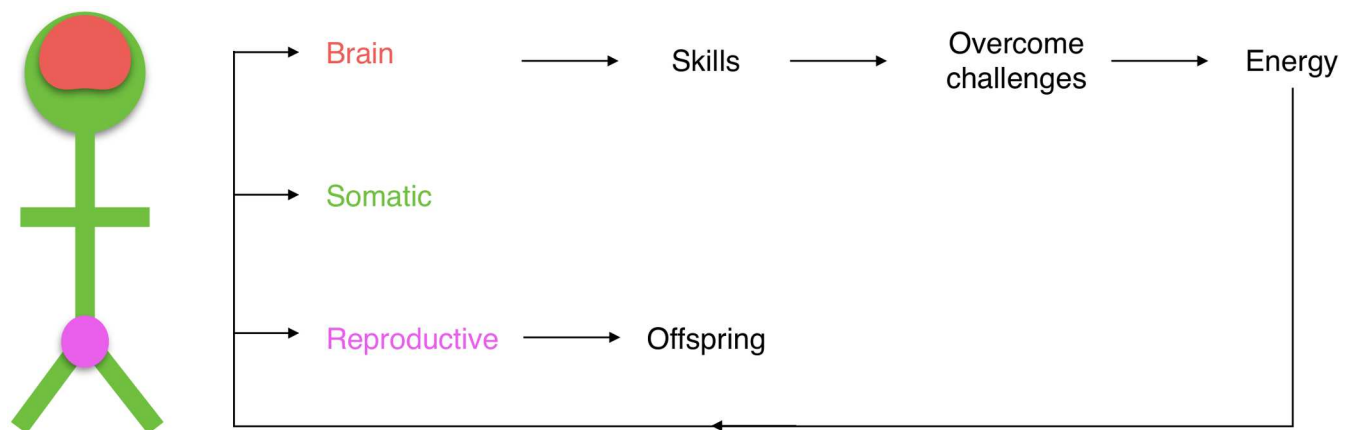 Brain
Skills
Overcome
challenges
Energy
Somatic
Reproductive
Offspring